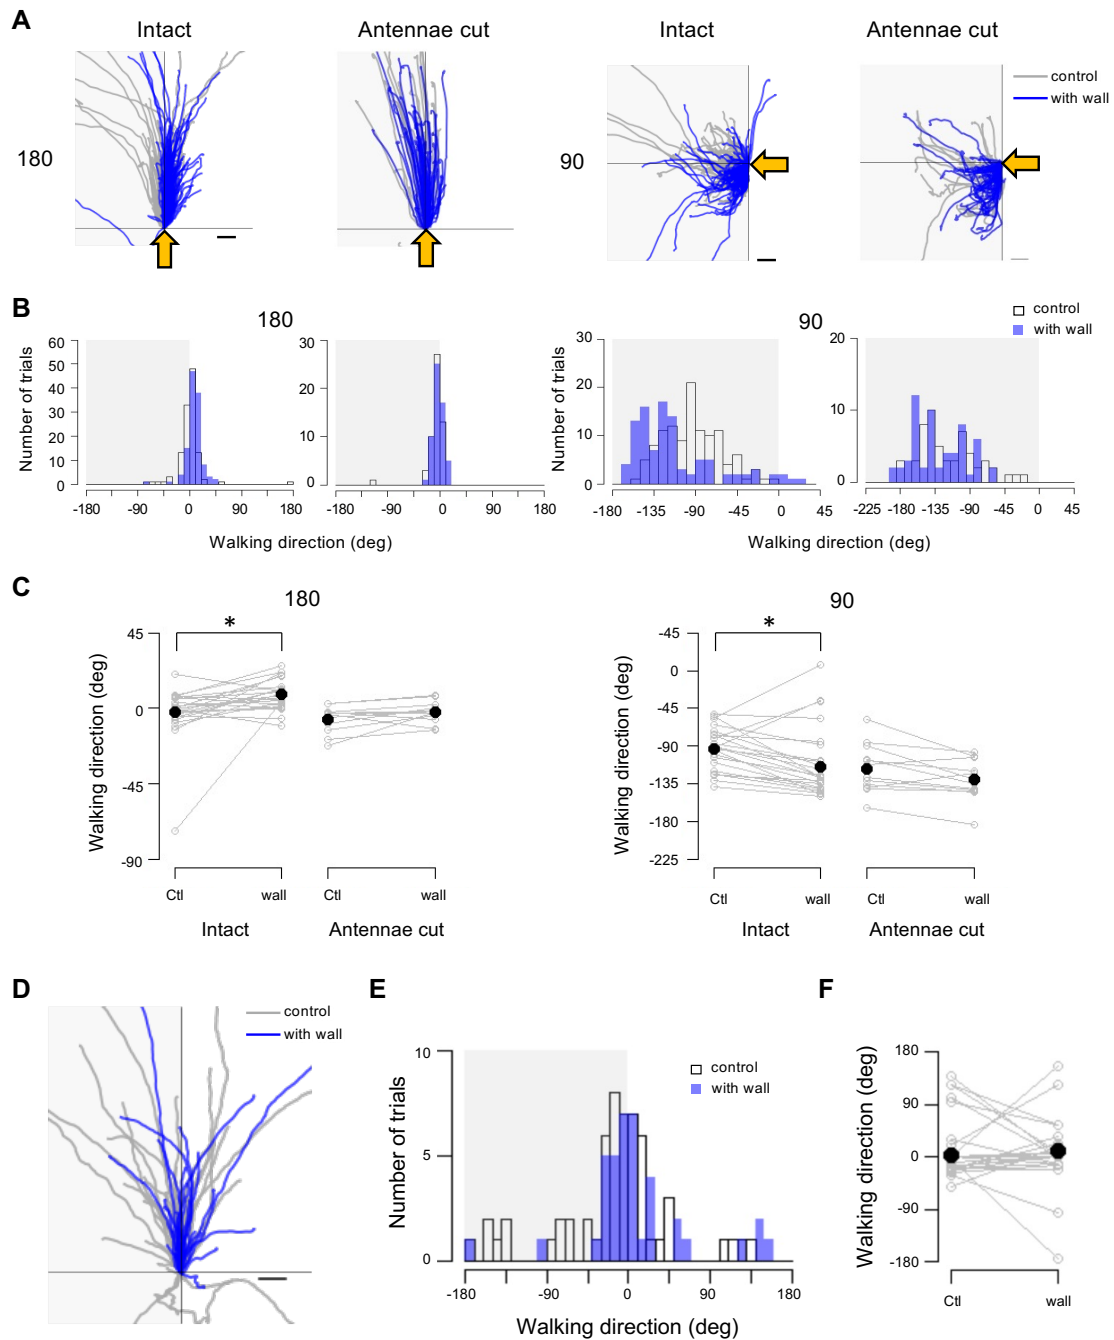 A
Intact
Antennae cut
Intact
Antennae cut
control
with wall
180
90
B
180
90
control
with wall
Number of trials
60
50
40
30
20
10
0
-180
-90
0
90
180
30
20
10
0
-180
-90
0
90
180
Walking direction (deg)
Number of trials
30
20
10
0
-180
-135
-90
-45
0
45
20
10
0
-225
-180
-135
-90
-45
0
45
Walking direction (deg)
C
180
90
*
Walking direction (deg)
45
0
-45
-90
Ctl
wall
Ctl
wall
Intact
Antennae cut
*
Walking direction (deg)
-45
0
-45
-90
-135
-180
-225
Ctl
wall
Ctl
wall
Intact
Antennae cut
D
control
with wall
E
control
with wall
Number of trials
10
5
0
-180
-90
0
90
180
Walking direction (deg)
F
Walking direction (deg)
180
90
0
-90
-180
Ctl
wall